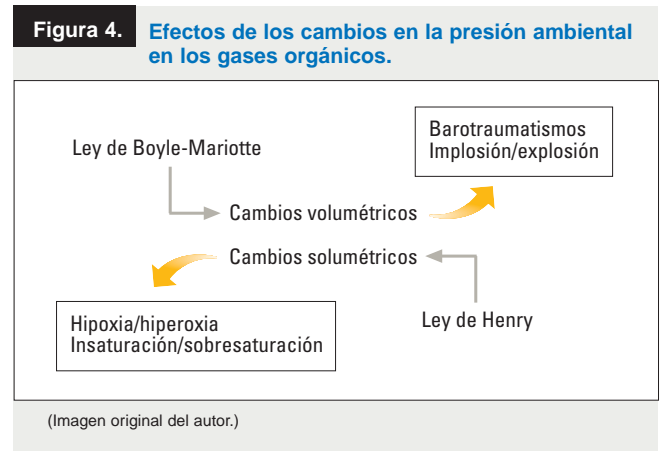 Figura 4.
Efectos de los cambios en la presión ambiental
en los gases orgánicos.
Ley de Boyle-Mariotte
Barotraumatismos
Implosión/explosión
Cambios volumétricos
Cambios solumétricos
Hipoxia/hiperoxia
Insaturación/sobresaturación
Ley de Henry
(Imagen original del autor.)